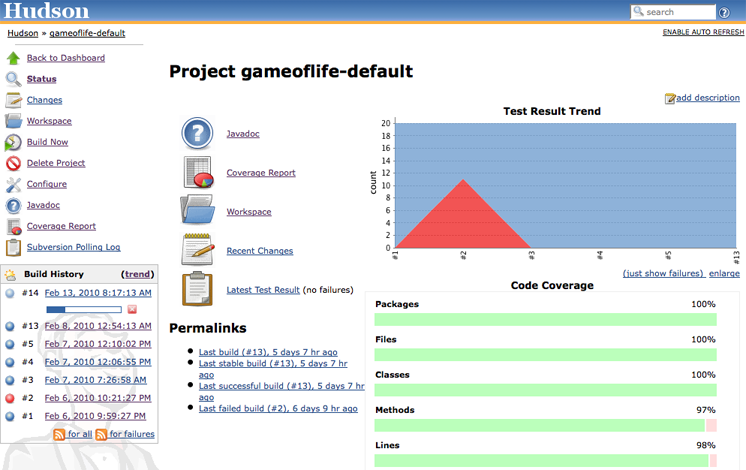 Hudson
search
Hudson » gameoflife-default
ENABLE AUTO REFRESH
Back to Dashboard
Status
Changes
Workspace
Build Now
Delete Project
Configure
Javadoc
Coverage Report
Subversion Polling Log
Build History (trend)
#14 Feb 13, 2010 8:17:13 AM
#13 Feb 8, 2010 12:54:13 AM
#5 Feb 7, 2010 12:10:02 PM
#4 Feb 7, 2010 12:06:55 PM
#3 Feb 7, 2010 7:26:58 AM
#2 Feb 6, 2010 10:21:27 PM
#1 Feb 6, 2010 9:59:27 PM
for all for failures
Project gameoflife-default
Javadoc
Coverage Report
Workspace
Recent Changes
Latest Test Result (no failures)
Permalinks
Last build (#13), 5 days 7 hr ago
Last stable build (#13), 5 days 7 hr
ago
Last successful build (#13), 5 days 7 hr
ago
Last failed build (#2), 6 days 9 hr ago
add description
Test Result Trend
count
20
18
16
14
12
10
8
6
4
2
0
#1
#2
#3
#4
#5
#13
(just show failures) enlarge
Code Coverage
Packages 100%
Files 100%
Classes 100%
Methods 97%
Lines 98%